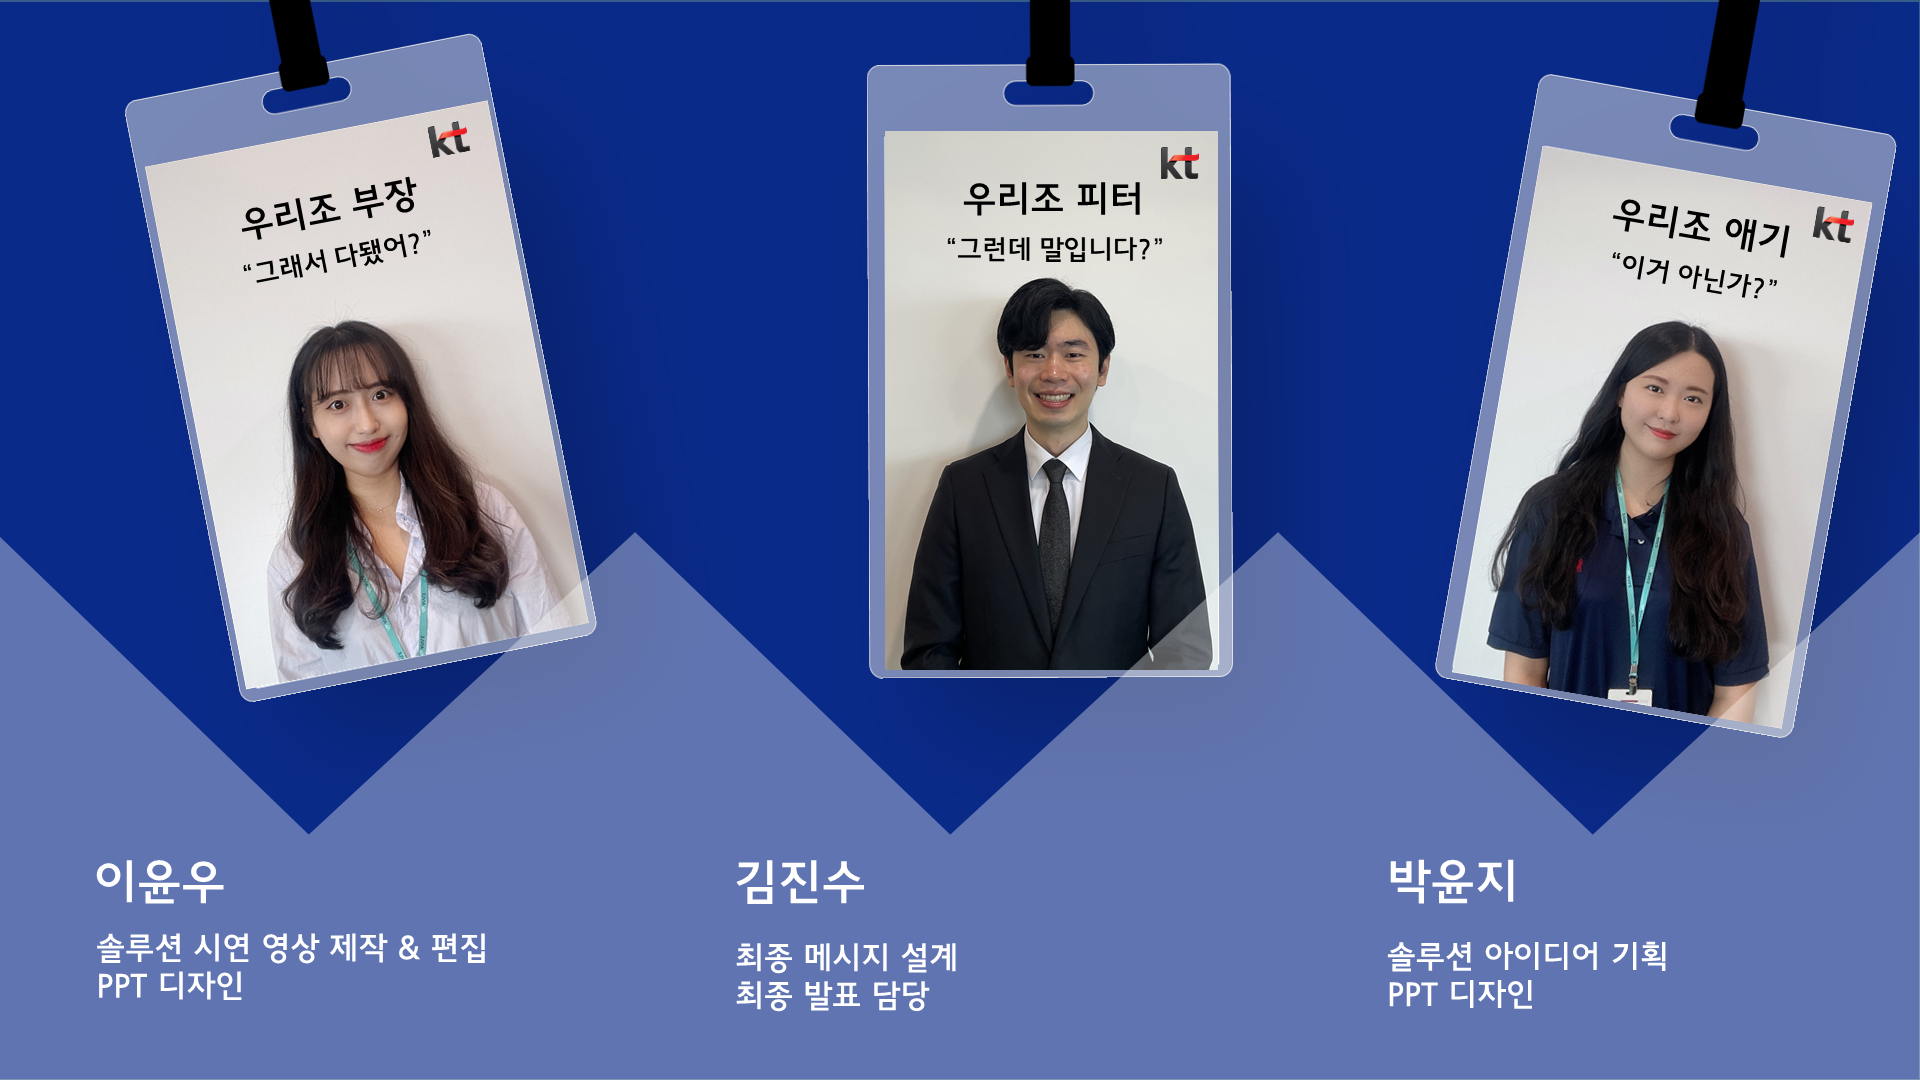 kt
우리조 부장
“그래서 다됐어?”
kt
우리조 피터
“그런데 말입니다?”
kt
우리조 애기
“이거 아닌가?”
이윤우
솔루션 시연 영상 제작 & 편집
PPT 디자인
김진수
최종 메시지 설계
최종 발표 담당
박윤지
솔루션 아이디어 기획
PPT 디자인